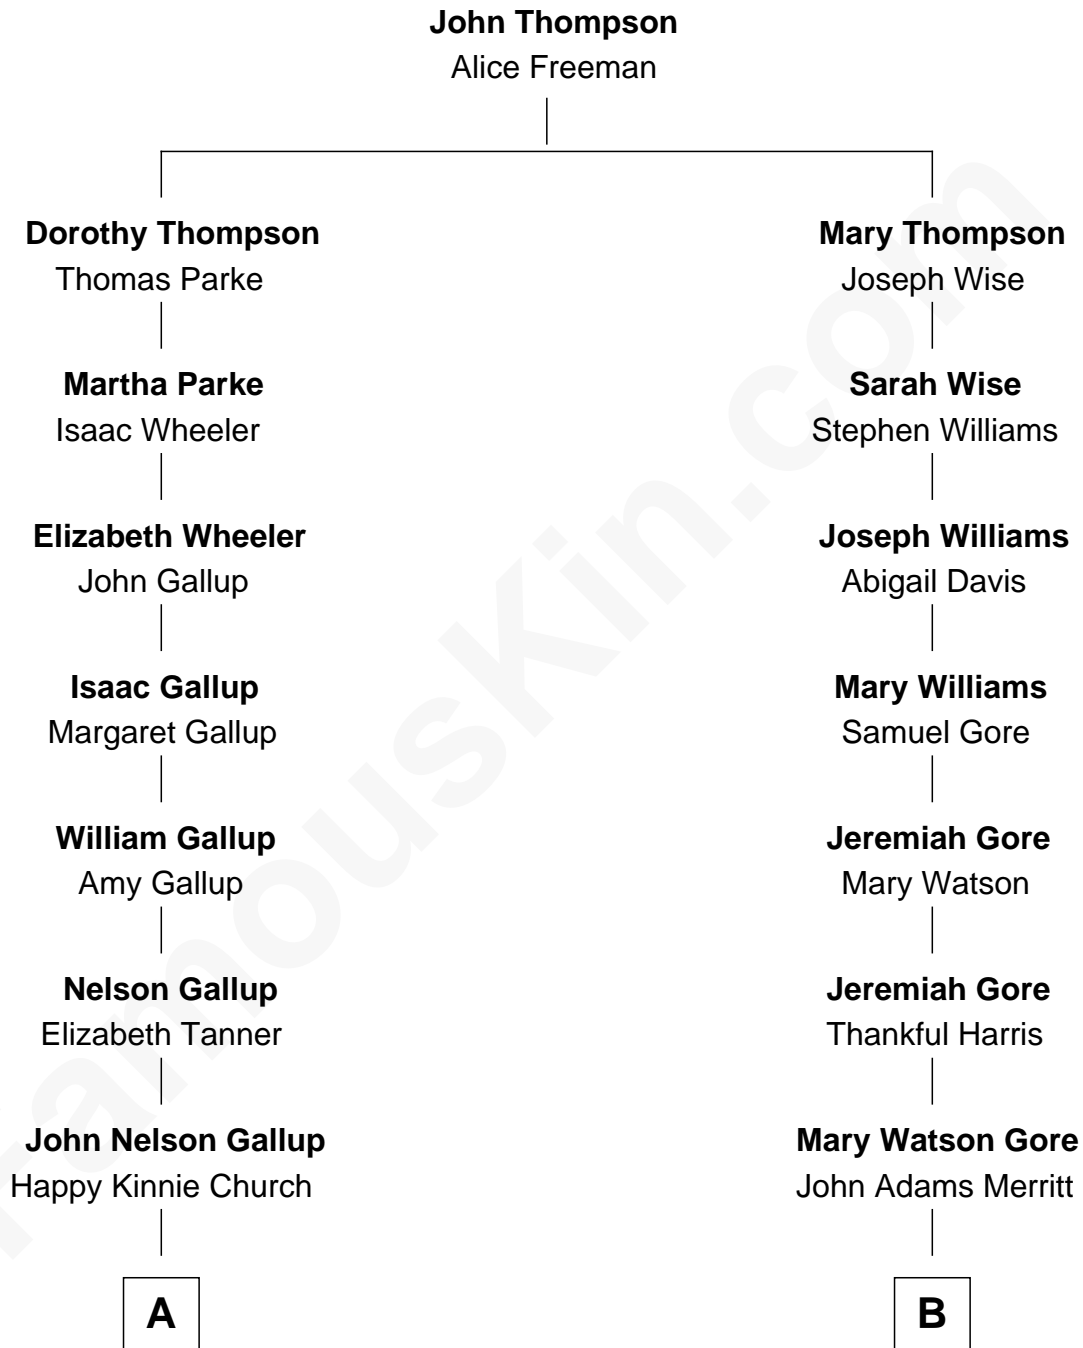 John Thompson
Alice Freeman
Dorothy Thompson
Thomas Parke
Mary Thompson
Joseph Wise
Martha Parke
Isaac Wheeler
Sarah Wise
Stephen Williams
Elizabeth Wheeler
John Gallup
Joseph Williams
Abigail Davis
Isaac Gallup
Margaret Gallup
Mary Williams
Samuel Gore
William Gallup
Amy Gallup
Jeremiah Gore
Mary Watson
Nelson Gallup
Elizabeth Tanner
Jeremiah Gore
Thankful Harris
John Nelson Gallup
Happy Kinnie Church
Mary Watson Gore
John Adams Merritt
A
B
FamousKin.com